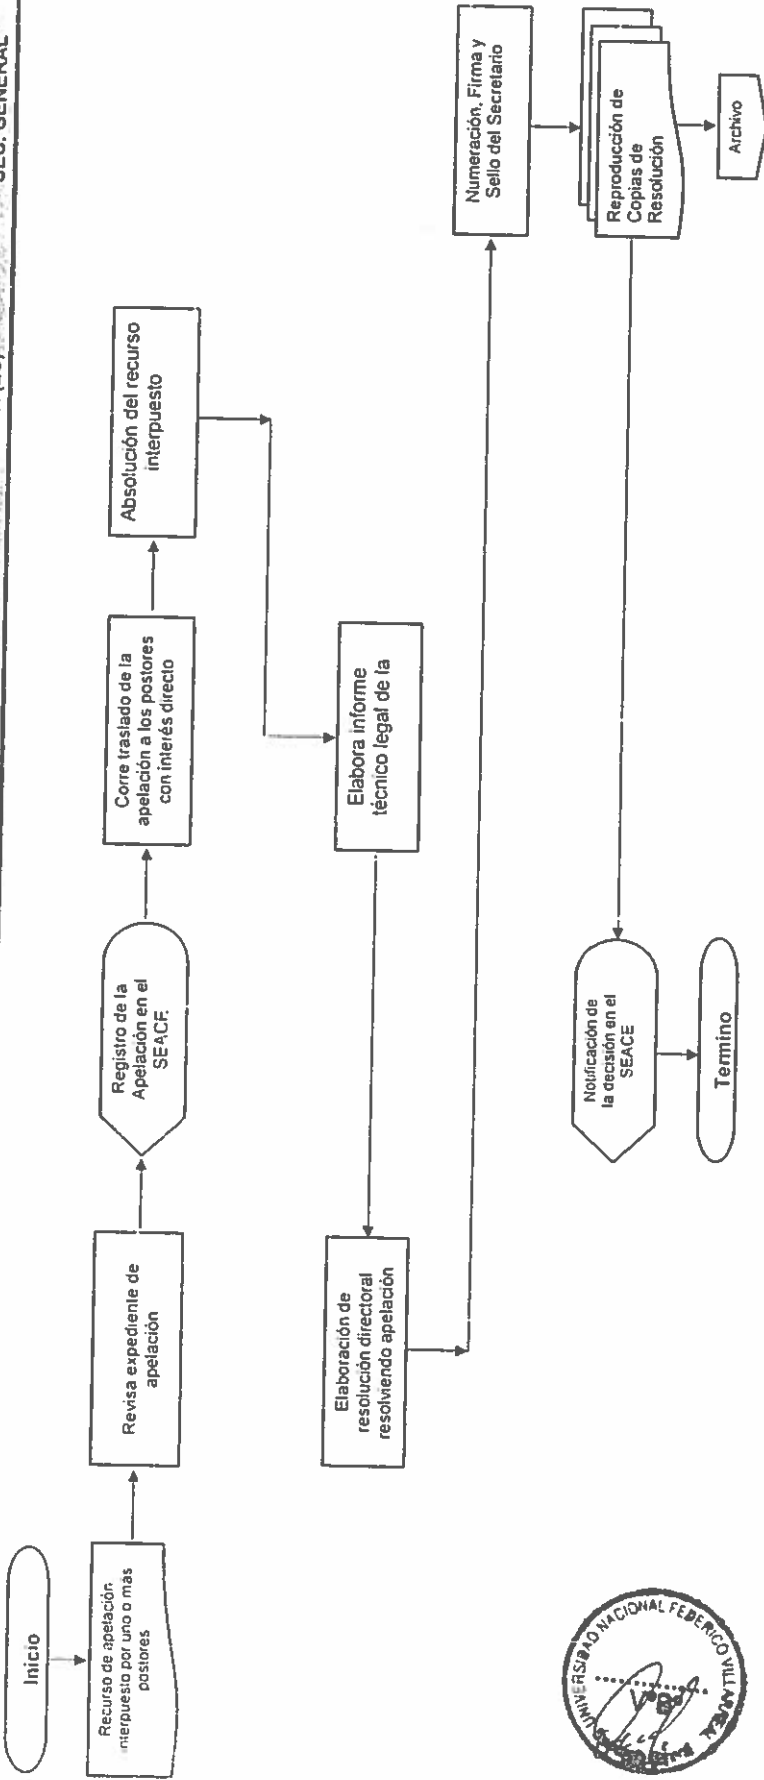 SEC. GENERAL
Inicio
Recurso de apelación
interpuesto por uno o más
postores
Revisa expediente de
apelación
Registro de la
Apelación en el
SEACE
Corre traslado de la
apelación a los postores
con interés directo
Absolución del recurso
interpuesto
Elabora informe
técnico legal de la
Elaboración de
resolución directoral
resolviendo apelación
Numeración, Firma y
Sello del Secretario
Reproducción de
Copias de
Resolución
Archivo
Notificación de
la decisión en el
SEACE
Termino
UNIVERSIDAD NACIONAL FEDERICO VILLARREAL
V°B°